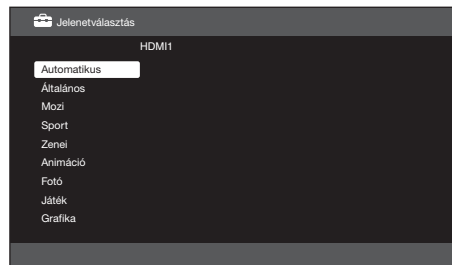 Jelenetválasztás
HDMI1
Automatikus
Általános
Mozi
Sport
Zenei
Animáció
Fotó
Játék
Grafika